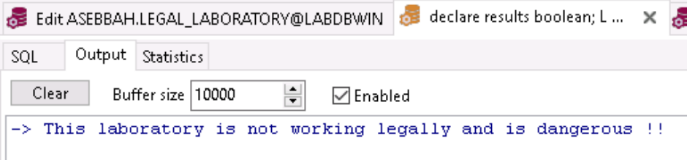 Edit ASEBBAH.LEGAL_LABORATORY@LABDBWIN
declare results boolean; L ...
SQL
Output
Statistics
Clear
Buffer size
10000
Enabled
-> This laboratory is not working legally and is dangerous !!